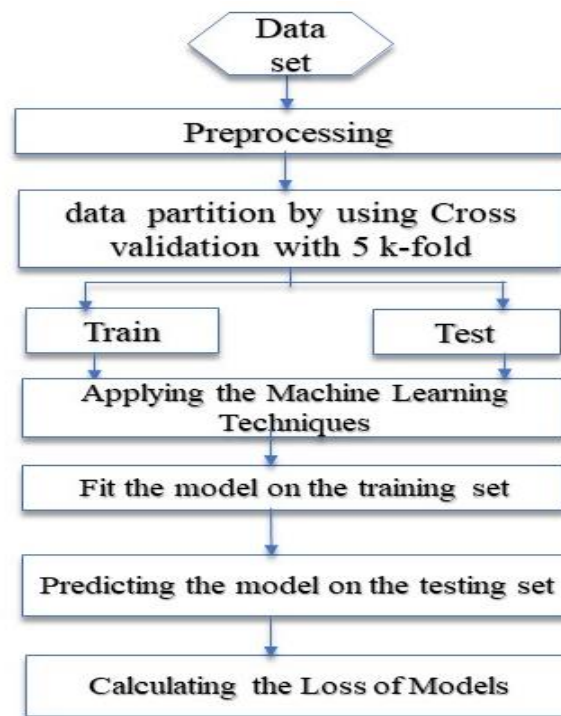 Data
set
Preprocessing
data partition by using Cross
validation with 5 k-fold
Train
Test
Applying the Machine Learning
Techniques
Fit the model on the training set
Predicting the model on the testing set
Calculating the Loss of Models